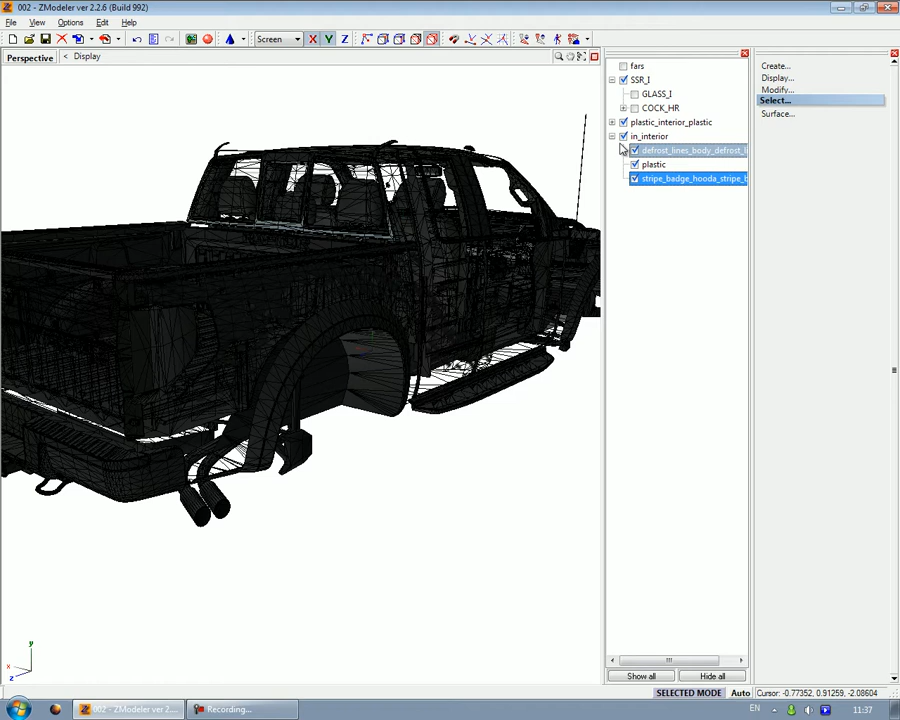 002 - ZModeler ver 2.2.6 (Build 992)
File View Options Edit Help
Screen X Y Z
Perspective < Display
fars
SSR_I
GLASS_I
COCK_HR
plastic_interior_plastic
in_interior
defrost_lines_body_defrost_li
plastic
stripe_badge_hooda_stripe_b
Show all Hide all
Create...
Display...
Modify...
Select...
Surface...
x y z
SELECTED MODE Auto Cursor: -0.77352, 0.91259, -2.08604
002 - ZModeler ver 2.... Recording... EN 11:37